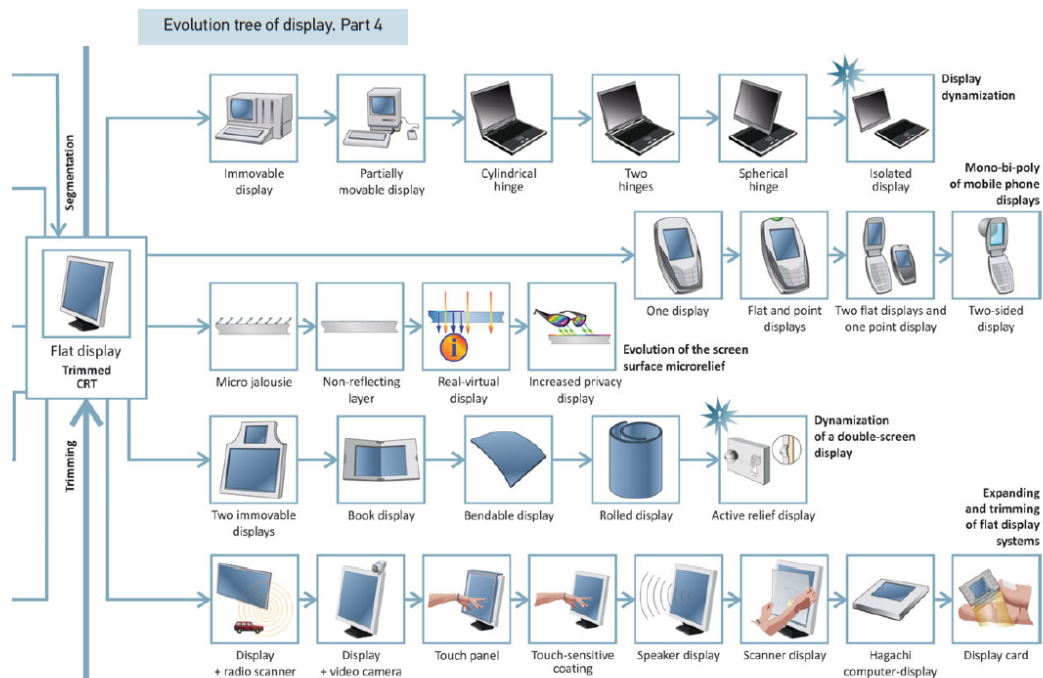 Evolution tree of display. Part 4
Segmentation
Immovable
display
Partially
movable display
Cylindrical
hinge
Two
hinges
Spherical
hinge
Isolated
display
!
Display
dynamization
Mono-bi-poly
of mobile phone
displays
One display
Flat and point
displays
Two flat displays and
one point display
Two-sided
display
Flat display
Trimmed
CRT
Micro jalousie
Non-reflecting
layer
i
Real-virtual
display
Increased privacy
display
Evolution of the screen
surface microrelief
Trimming
Two immovable
displays
Book display
Bendable display
Rolled display
!
Active relief display
Dynamization
of a double-screen
display
Expanding
and trimming
of flat display
systems
Display
+ radio scanner
Display
+ video camera
Touch panel
Touch-sensitive
coating
Speaker display
Scanner display
Hagachi
computer-display
Display card